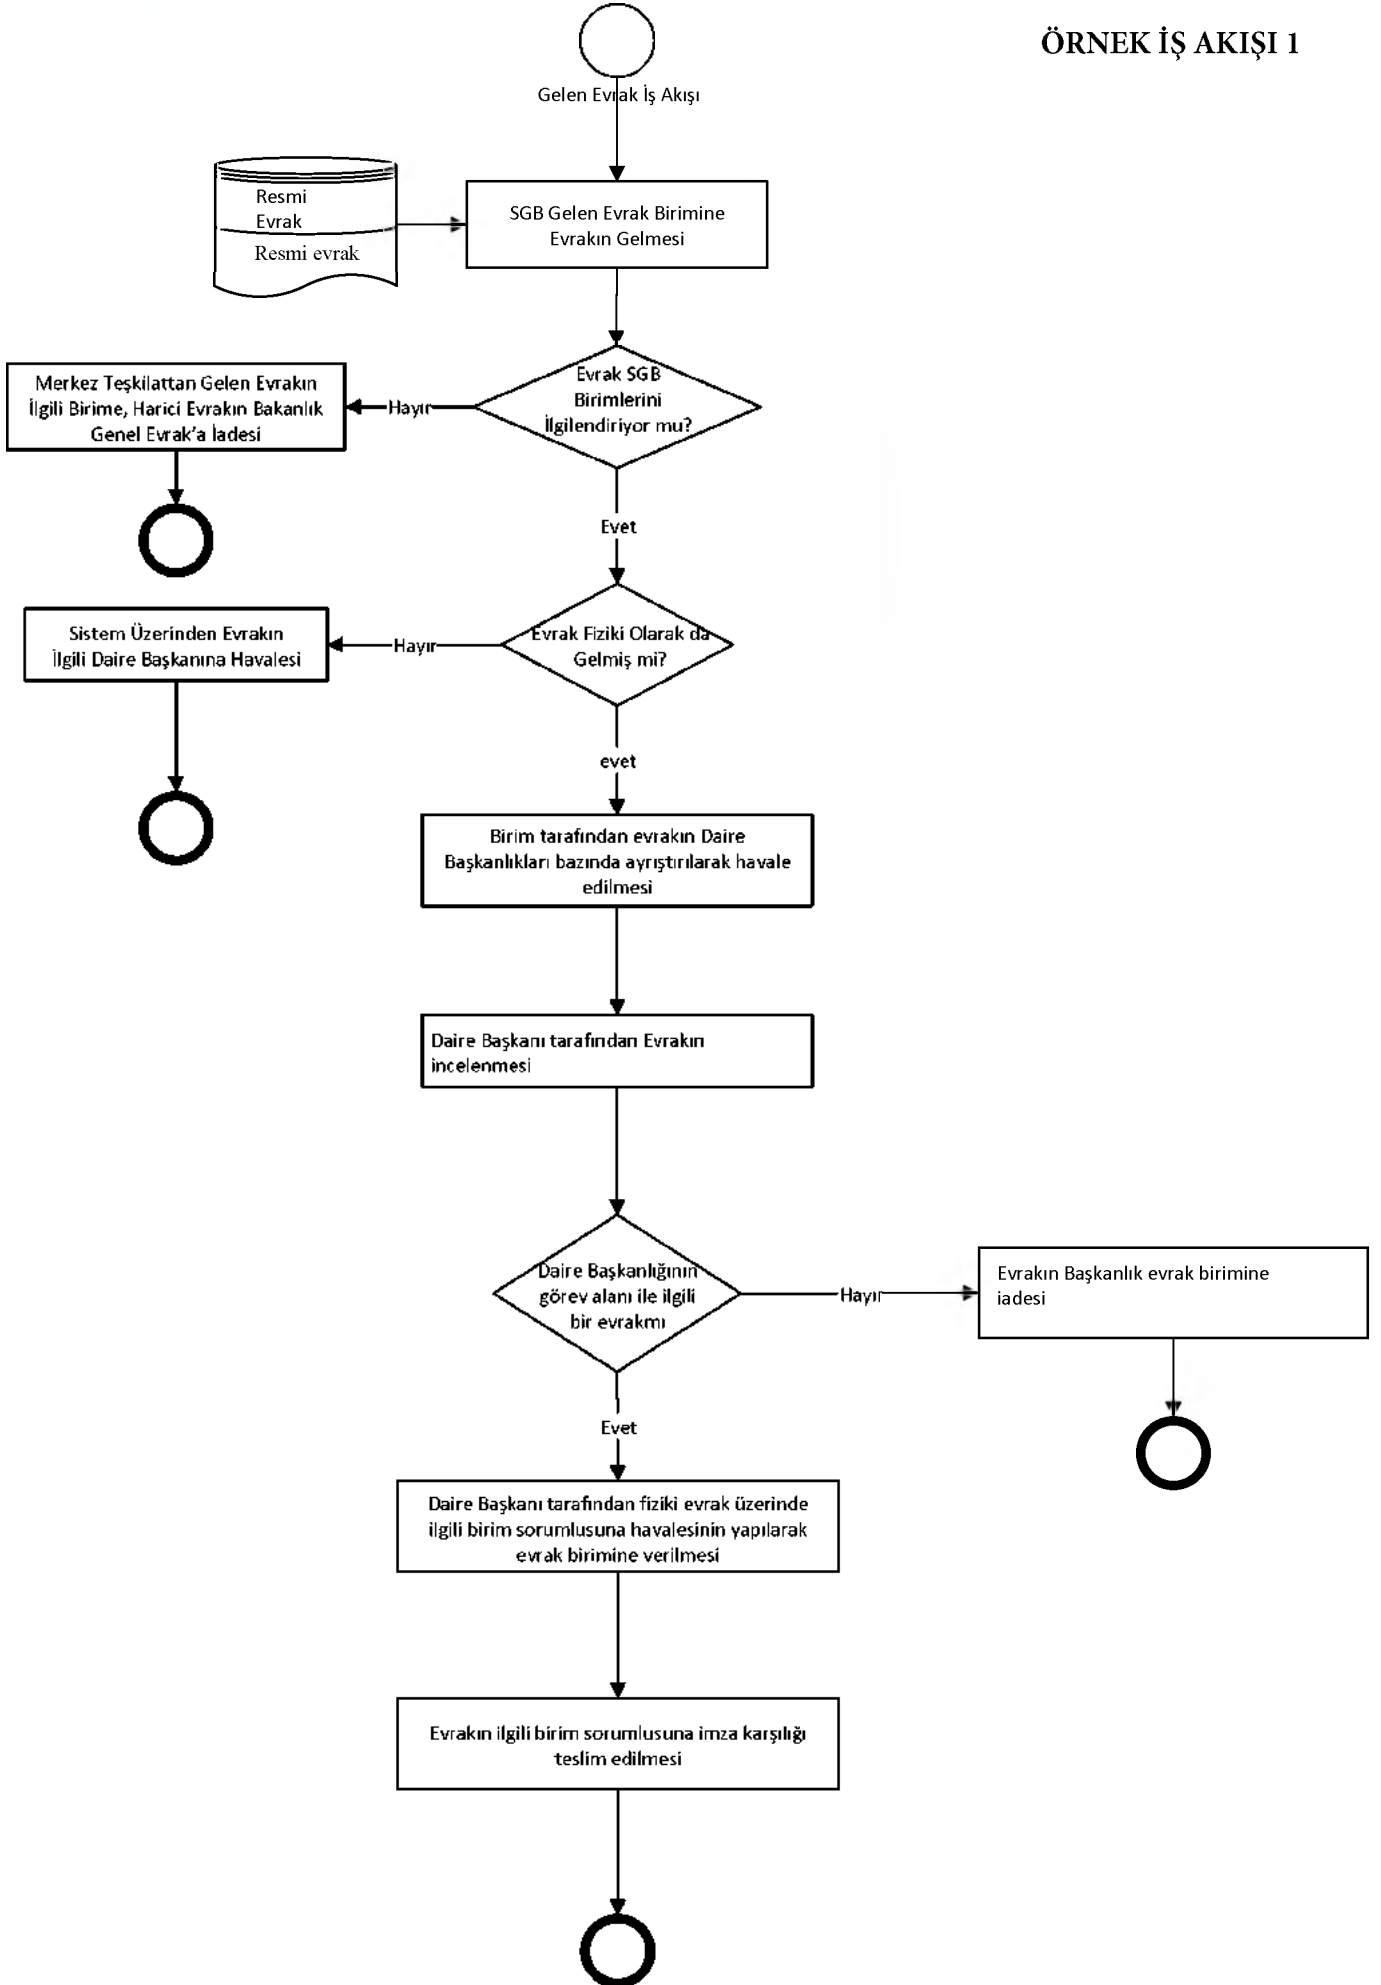 ÖRNEK İŞ AKIŞI 1
Gelen Evrak İş Akışı
Resmi
Evrak
Resmi evrak
SGB Gelen Evrak Birimine
Evrakın Gelmesi
Evrak SGB
Birimlerini
İlgilendiriyor mu?
Hayır
Merkez Teşkilattan Gelen Evrakın
İlgili Birime, Harici Evrakın Bakanlık
Genel Evrak’a İadesi
Evet
Evrak Fiziki Olarak da
Gelmiş mi?
Hayır
Sistem Üzerinden Evrakın
İlgili Daire Başkanına Havalesi
evet
Birim tarafından evrakın Daire
Başkanlıkları bazında ayrıştırılarak havale
edilmesi
Daire Başkanı tarafından Evrakın
incelenmesi
Daire Başkanlığının
görev alanı ile ilgili
bir evrakmı
Hayır
Evrakın Başkanlık evrak birimine
iadesi
Evet
Daire Başkanı tarafından fiziki evrak üzerinde
ilgili birim sorumlusuna havalesinin yapılarak
evrak birimine verilmesi
Evrakın ilgili birim sorumlusuna imza karşılığı
teslim edilmesi